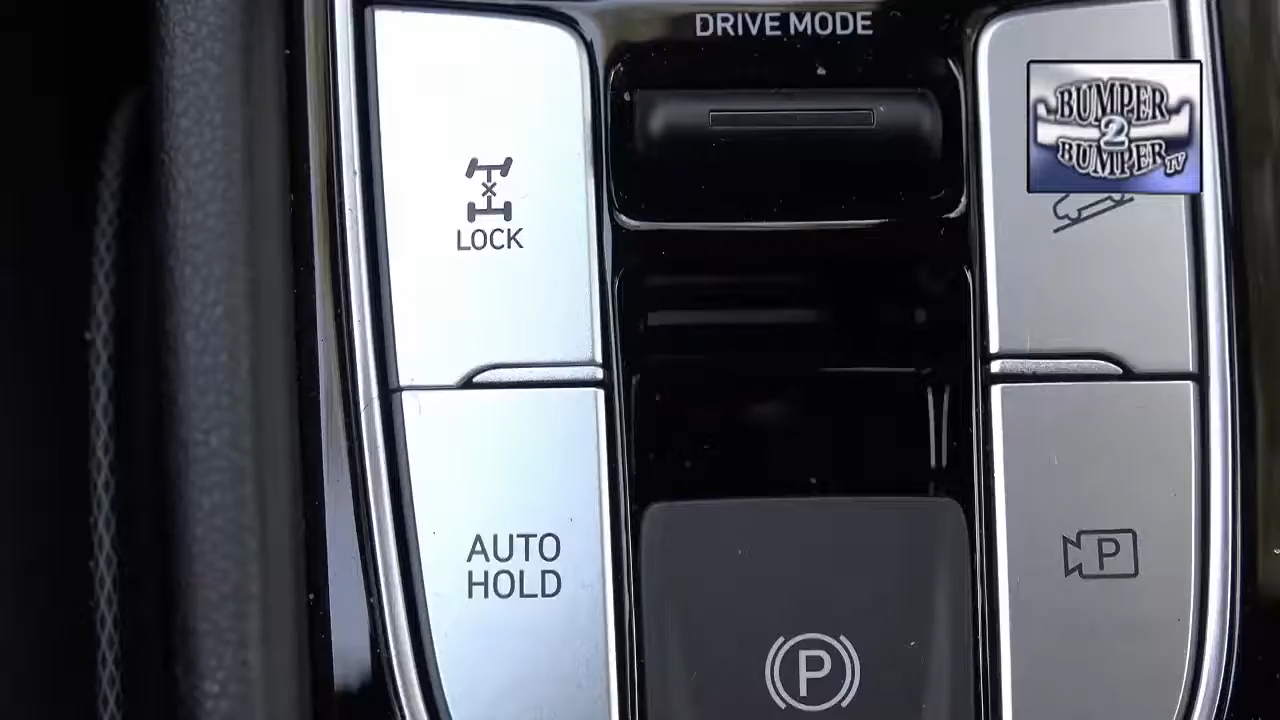 DRIVE MODE
BUMPER
2
BUMPER TV
LOCK
AUTO
HOLD
P
P